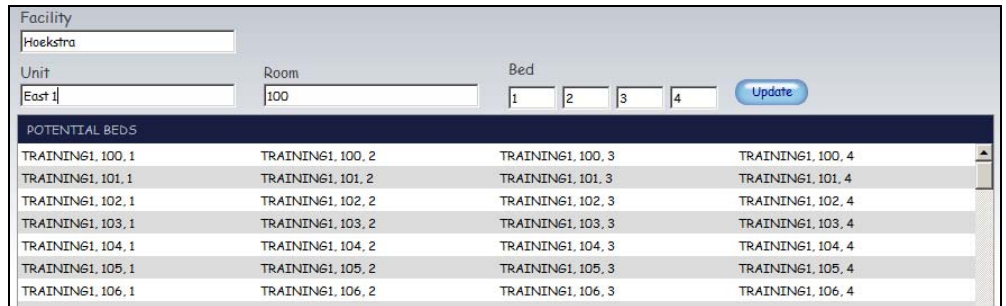 Facility
Hoekstra
Unit Room Bed
East 1 100 1 2 3 4 Update
POTENTIAL BEDS
TRAINING1, 100, 1 TRAINING1, 100, 2 TRAINING1, 100, 3 TRAINING1, 100, 4
TRAINING1, 101, 1 TRAINING1, 101, 2 TRAINING1, 101, 3 TRAINING1, 101, 4
TRAINING1, 102, 1 TRAINING1, 102, 2 TRAINING1, 102, 3 TRAINING1, 102, 4
TRAINING1, 103, 1 TRAINING1, 103, 2 TRAINING1, 103, 3 TRAINING1, 103, 4
TRAINING1, 104, 1 TRAINING1, 104, 2 TRAINING1, 104, 3 TRAINING1, 104, 4
TRAINING1, 105, 1 TRAINING1, 105, 2 TRAINING1, 105, 3 TRAINING1, 105, 4
TRAINING1, 106, 1 TRAINING1, 106, 2 TRAINING1, 106, 3 TRAINING1, 106, 4